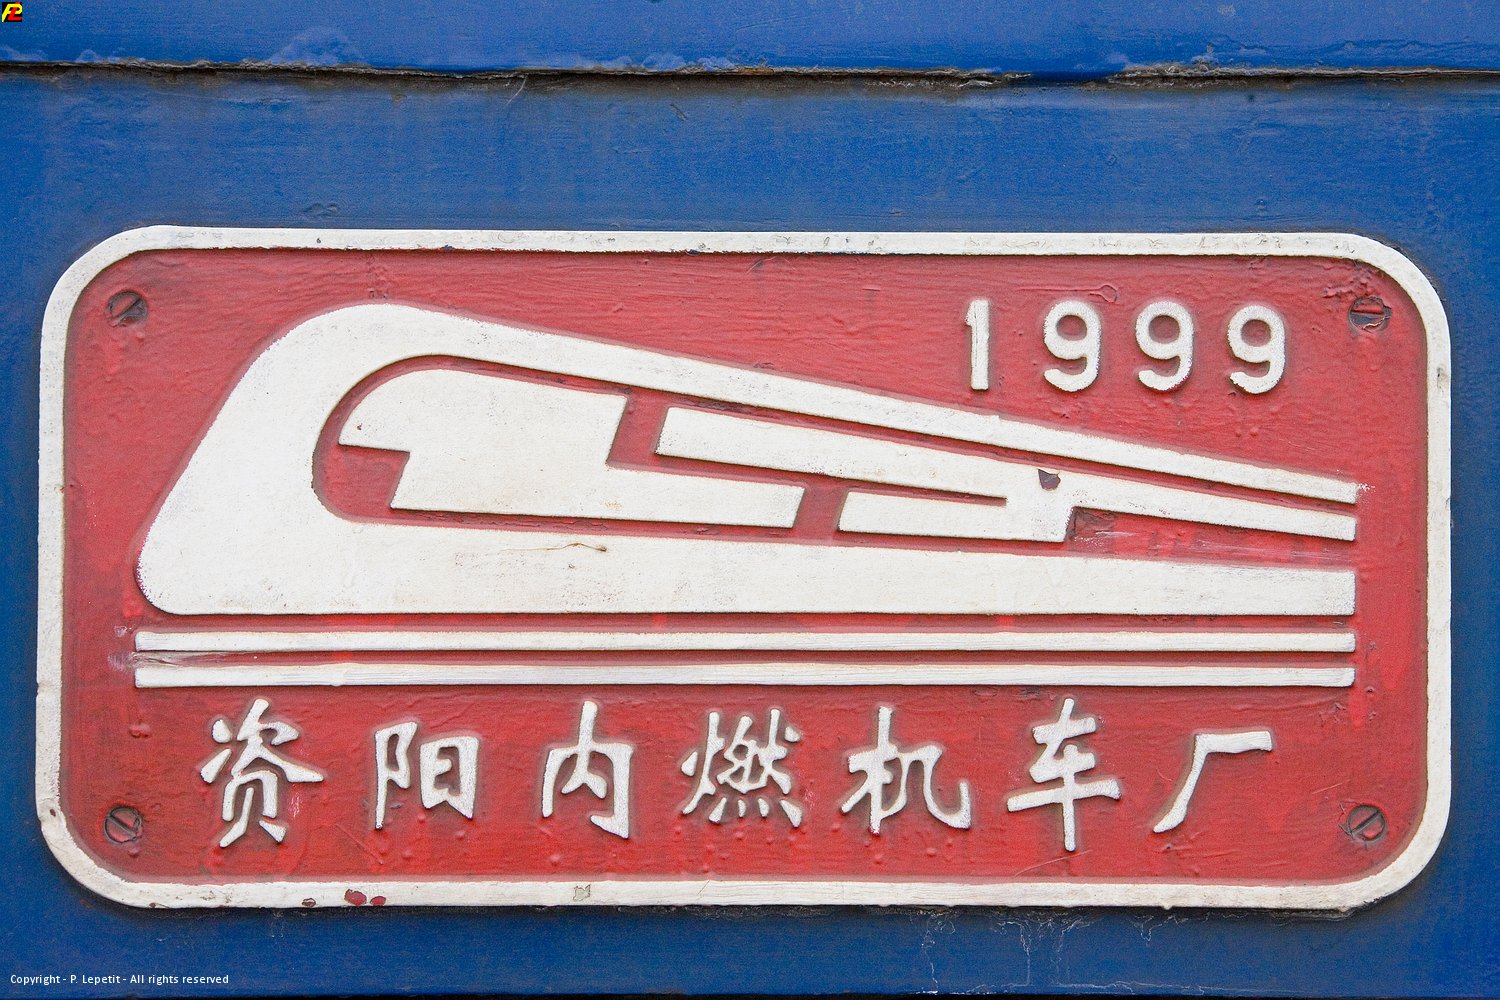 1999
资阳内燃机车厂
Copyright - P. Lepetit - All rights reserved